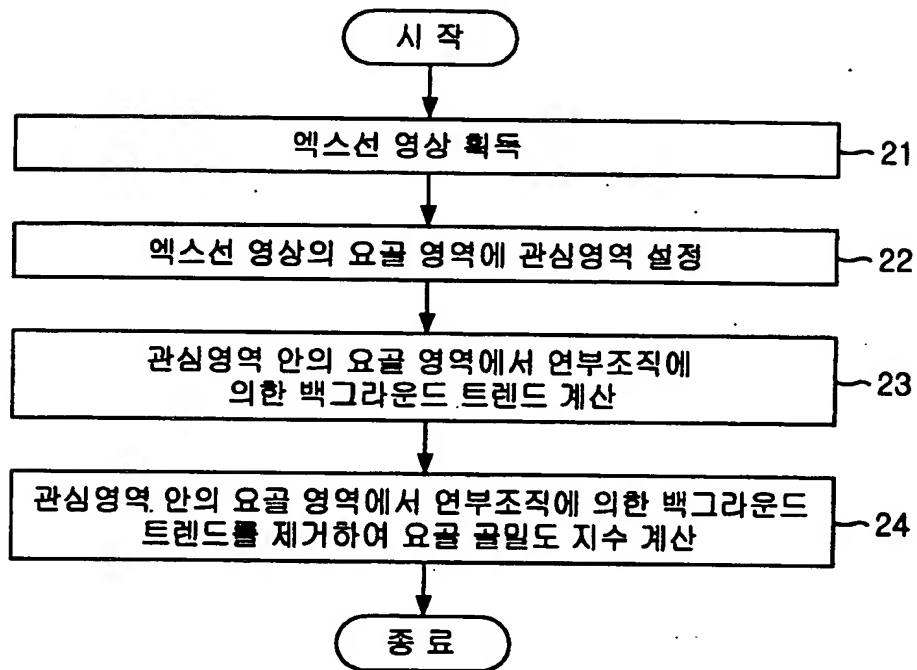 시 작
엑스선 영상 획득
21
엑스선 영상의 요골 영역에 관심영역 설정
22
관심영역 안의 요골 영역에서 연부조직에
의한 백그라운드 트렌드 계산
23
관심영역 안의 요골 영역에서 연부조직에 의한 백그라운드
트렌드를 제거하여 요골 골밀도 지수 계산
24
종 료